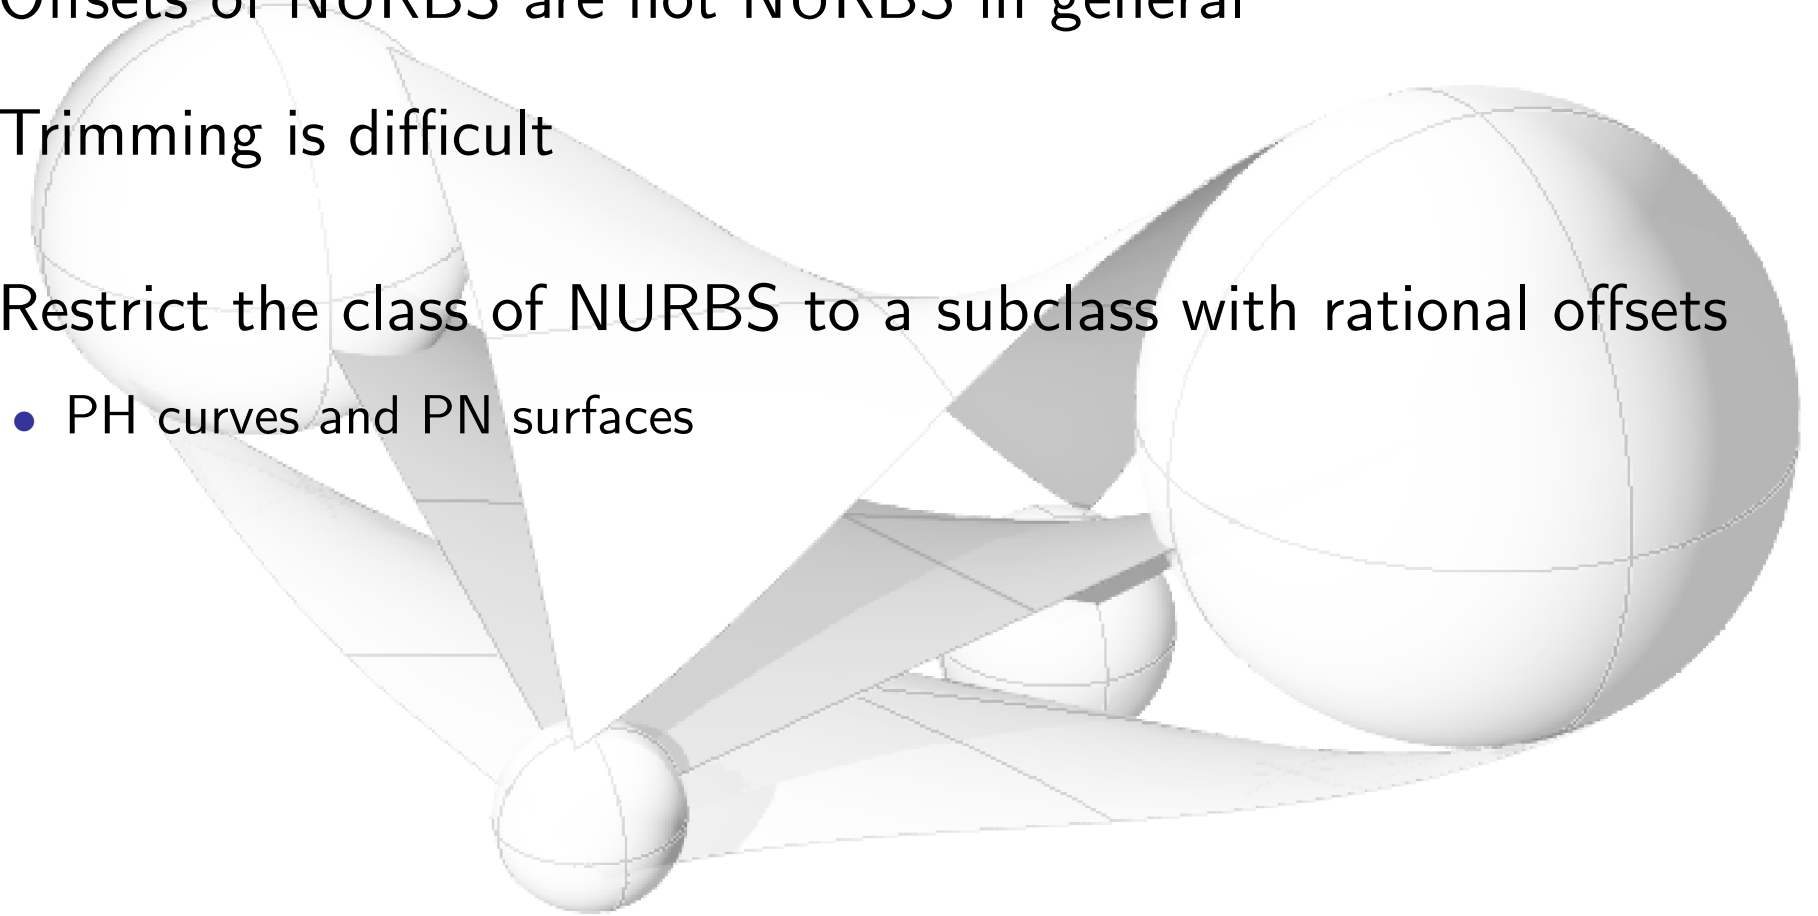 Offsets of NURBS are not NURBS in general
Trimming is difficult
Restrict the class of NURBS to a subclass with rational offsets
• PH curves and PN surfaces